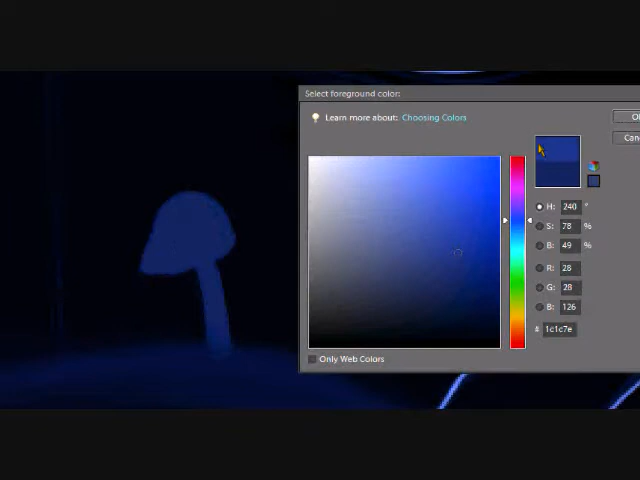 Select foreground color:
Learn more about: Choosing Colors
H: 240 °
S: 78 %
B: 49 %
R: 28
G: 28
B: 126
# 1c1c7e
Only Web Colors